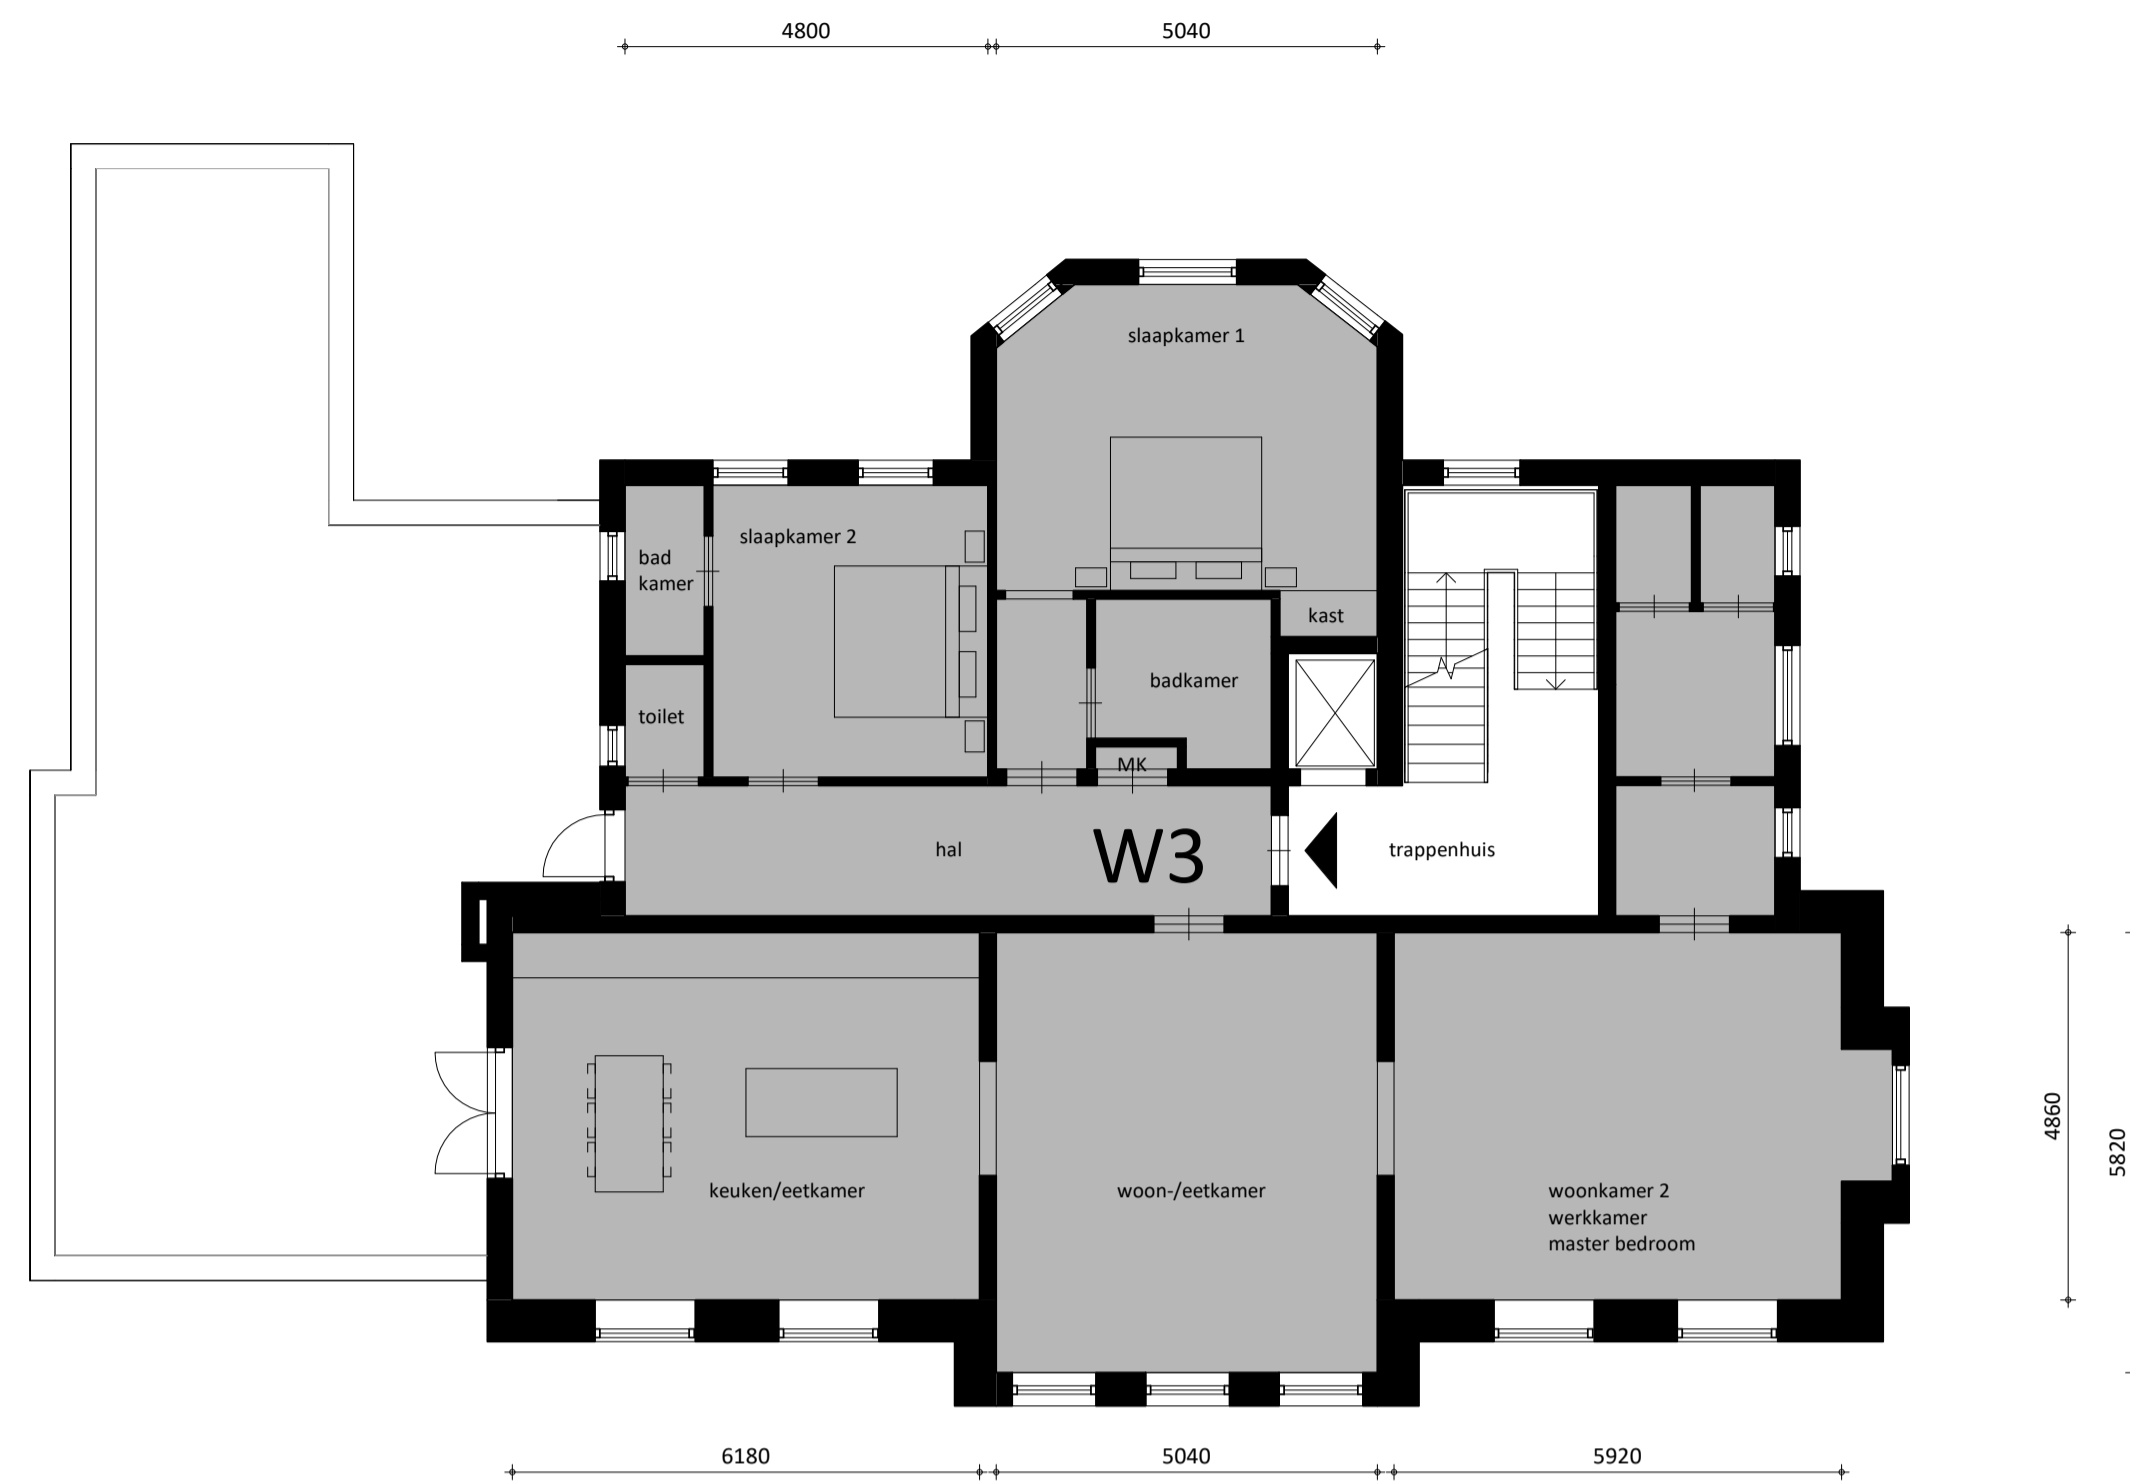 4800
5040
slaapkamer 1
slaapkamer 2
bad
kamer
kast
badkamer
toilet
MK
hal
W3
trappenhuis
4860
5820
keuken/eetkamer
woon-/eetkamer
woonkamer 2
werkkamer
master bedroom
6180
5040
5920